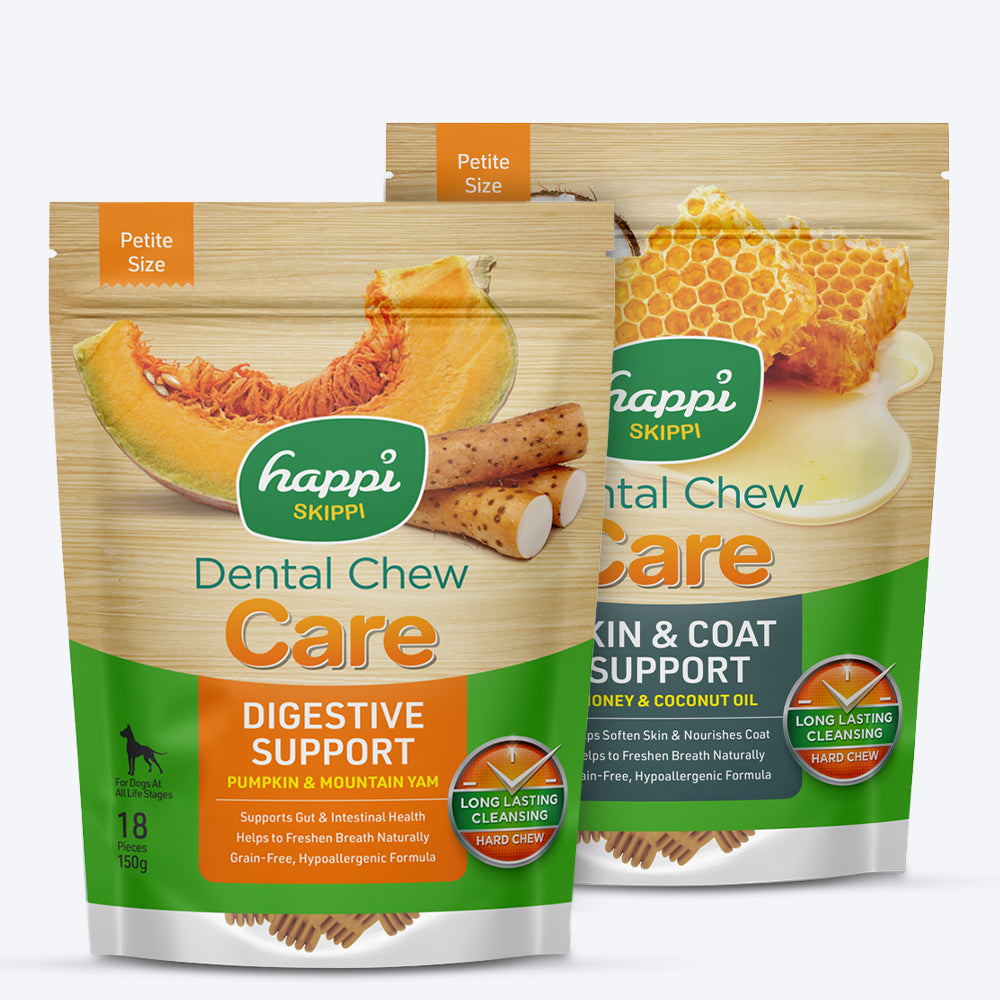 Petite
Size
happi
SKIPPI
Dental Chew
Care
DIGESTIVE
SUPPORT
PUMPKIN & MOUNTAIN YAM
Supports Gut & Intestinal Health
Helps to Freshen Breath Naturally
Grain-Free, Hypoallergenic Formula
For Dogs At
All Life Stages
18
Pieces
150g
LONG LASTING
CLEANSING
HARD CHEW
Petite
Size
happi
SKIPPI
ntal Chew
Care
KIN & COAT
SUPPORT
ONEY & COCONUT OIL
lps Soften Skin & Nourishes Coat
elps to Freshen Breath Naturally
ain-Free, Hypoallergenic Formula
LONG LASTING
CLEANSING
HARD CHEW